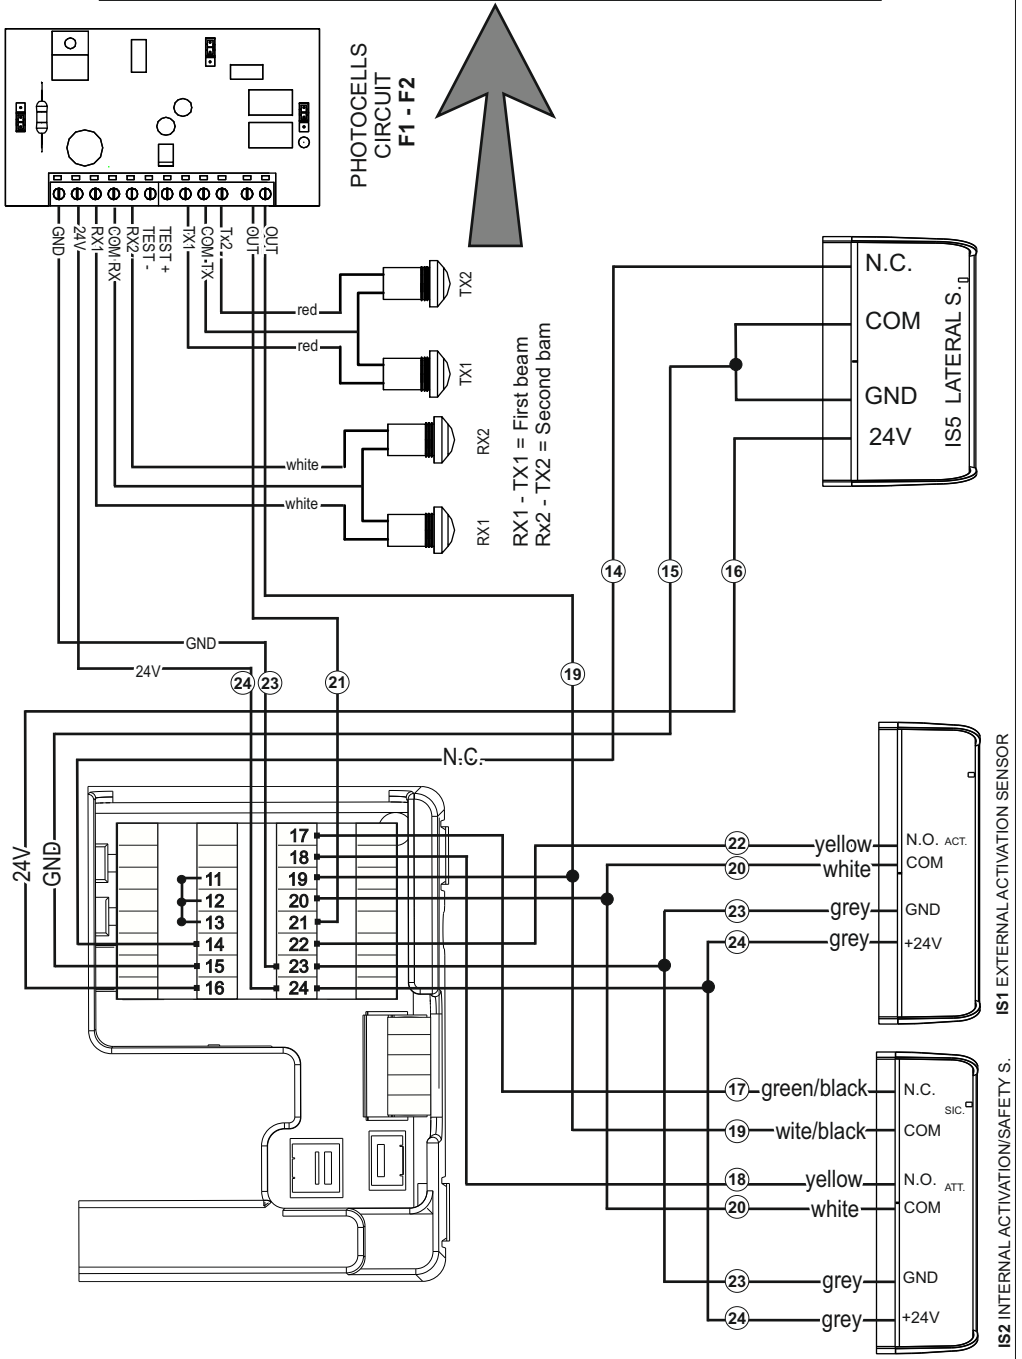 PHOTOCELLS
CIRCUIT
F1 - F2
GND
24V
RX1
COM RX
RX2
TEST -
TEST +
TX1
COM-TX
Tx2
OUT
OUT
red
red
white
white
TX2
TX1
RX2
RX1
RX1 - TX1 = First beam
Rx2 - TX2 = Second bam
N.C.
COM
GND
24V
IS5 LATERAL S.
14
15
16
GND
24V
24
23
21
19
N.C.
24V
GND
11
12
13
14
15
16
17
18
19
20
21
22
23
24
22 yellow N.O. ACT.
20 white COM
23 grey GND
24 grey +24V
IS1 EXTERNAL ACTIVATION SENSOR
17 green/black N.C.
SIC.
19 wite/black COM
18 yellow N.O. ATT.
20 white COM
23 grey GND
24 grey +24V
IS2 INTERNAL ACTIVATION/SAFETY S.